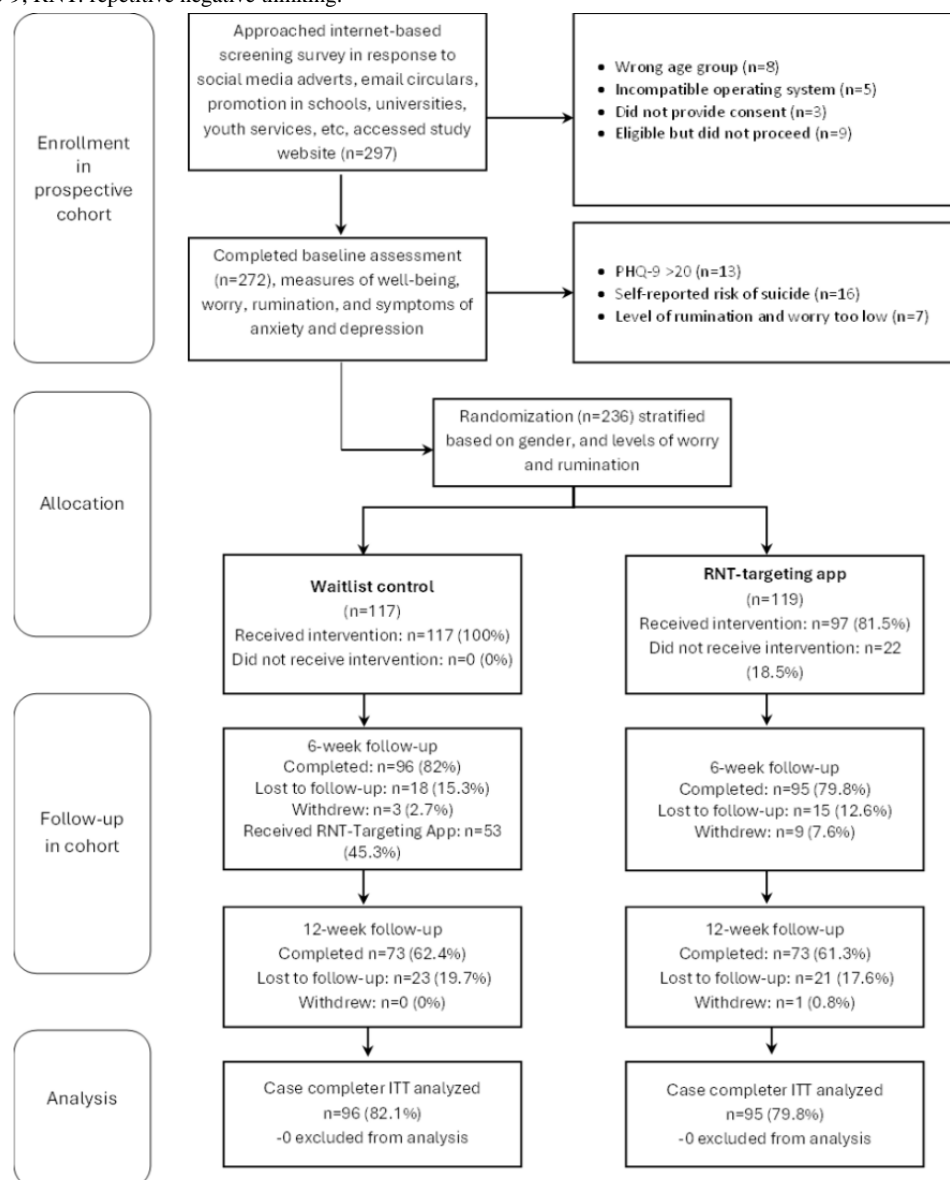 9, RNT: repetitive negative thinking.
Enrollment
in
prospective
cohort
Approached internet-based
screening survey in response to
social media adverts, email circulars,
promotion in schools, universities,
youth services, etc, accessed study
website (n=297)
• Wrong age group (n=8)
• Incompatible operating system (n=5)
• Did not provide consent (n=3)
• Eligible but did not proceed (n=9)
Completed baseline assessment
(n=272), measures of well-being,
worry, rumination, and symptoms of
anxiety and depression
• PHQ-9 >20 (n=13)
• Self-reported risk of suicide (n=16)
• Level of rumination and worry too low (n=7)
Allocation
Randomization (n=236) stratified
based on gender, and levels of worry
and rumination
Waitlist control
(n=117)
Received intervention: n=117 (100%)
Did not receive intervention: n=0 (0%)
RNT-targeting app
(n=119)
Received intervention: n=97 (81.5%)
Did not receive intervention: n=22
(18.5%)
Follow-up
in cohort
6-week follow-up
Completed: n=96 (82%)
Lost to follow-up: n=18 (15.3%)
Withdrew: n=3 (2.7%)
Received RNT-Targeting App: n=53
(45.3%)
6-week follow-up
Completed: n=95 (79.8%)
Lost to follow-up: n=15 (12.6%)
Withdrew: n=9 (7.6%)
12-week follow-up
Completed n=73 (62.4%)
Lost to follow-up: n=23 (19.7%)
Withdrew: n=0 (0%)
12-week follow-up
Completed: n=73 (61.3%)
Lost to follow-up: n=21 (17.6%)
Withdrew: n=1 (0.8%)
Analysis
Case completer ITT analyzed
n=96 (82.1%)
-0 excluded from analysis
Case completer ITT analyzed
n=95 (79.8%)
-0 excluded from analysis